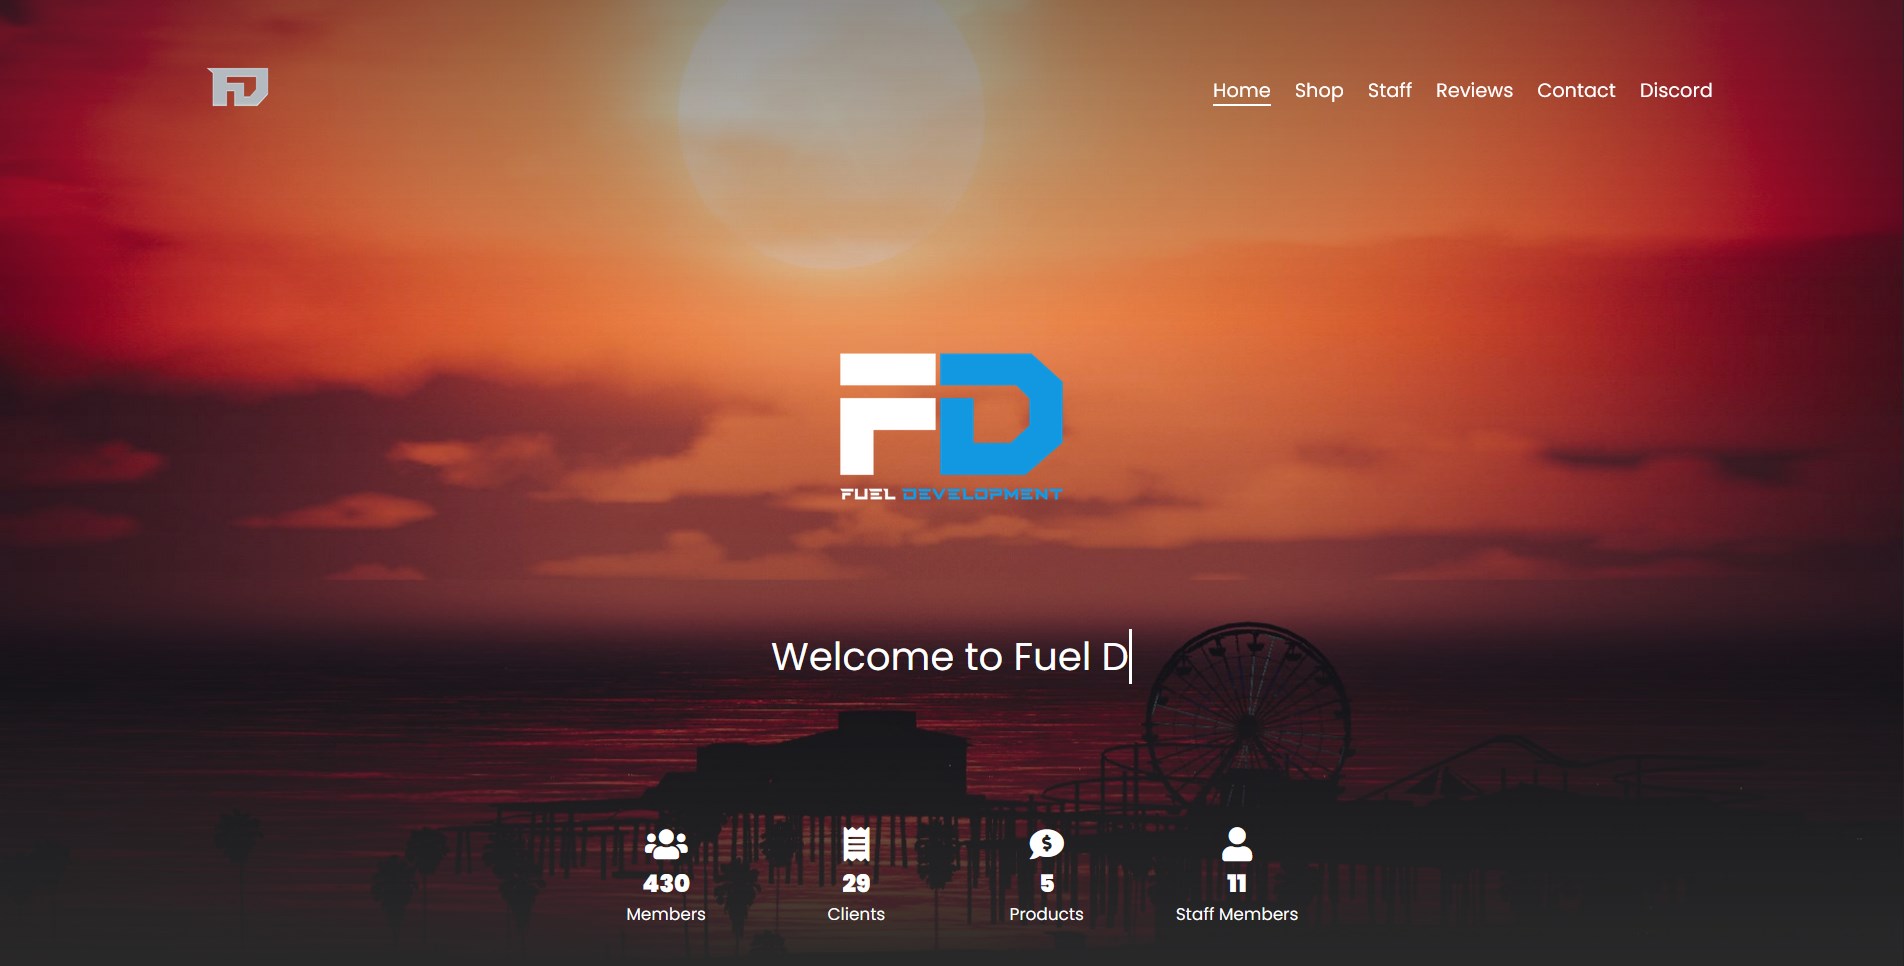 FD
Home Shop Staff Reviews Contact Discord
FD
FUEL DEVELOPMENT
Welcome to Fuel D
430
Members
29
Clients
5
Products
11
Staff Members